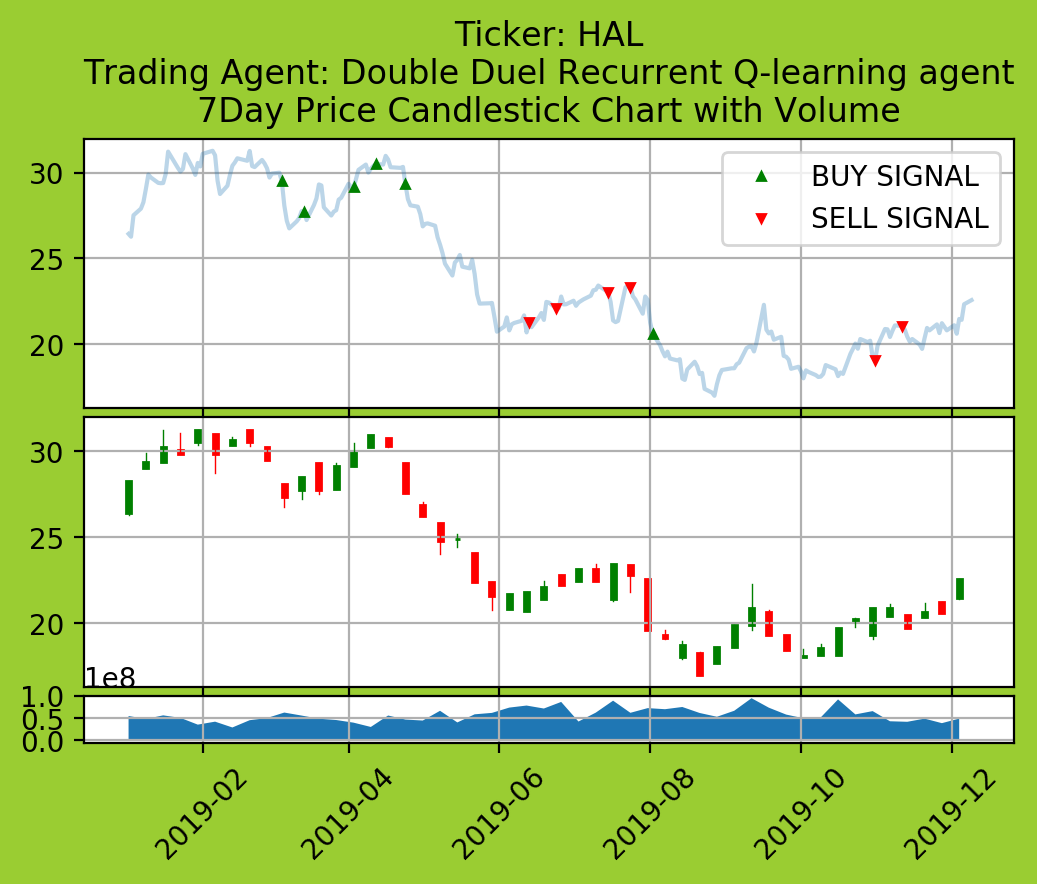 Ticker: HAL
Trading Agent: Double Duel Recurrent Q-learning agent
7Day Price Candlestick Chart with Volume
30
25
20
BUY SIGNAL
SELL SIGNAL
30
25
20
1e8
1.0
0.5
0.0
2019-02
2019-04
2019-06
2019-08
2019-10
2019-12